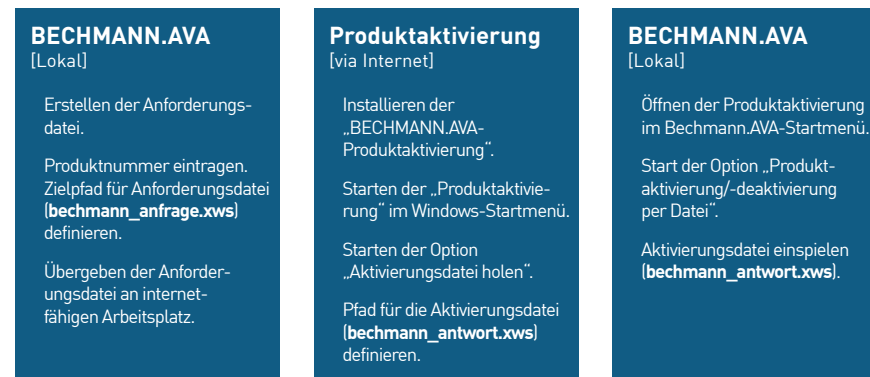 BECHMANN.AVA
[Lokal]
Erstellen der Anforderungs-
datei.
Produktnummer eintragen.
Zielpfad für Anforderungsdatei
(bechmann_anfrage.xws)
definieren.
Übergeben der Anforder-
ungsdatei an internet-
fähigen Arbeitsplatz.
Produktaktivierung
[via Internet]
Installieren der
„BECHMANN.AVA-
Produktaktivierung“.
Starten der „Produktaktivie-
rung“ im Windows-Startmenü.
Starten der Option
„Aktivierungsdatei holen“.
Pfad für die Aktivierungsdatei
(bechmann_antwort.xws)
definieren.
BECHMANN.AVA
[Lokal]
Öffnen der Produktaktivierung
im Bechmann.AVA-Startmenü.
Start der Option „Produkt-
aktivierung/-deaktivierung
per Datei“.
Aktivierungsdatei einspielen
(bechmann_antwort.xws).